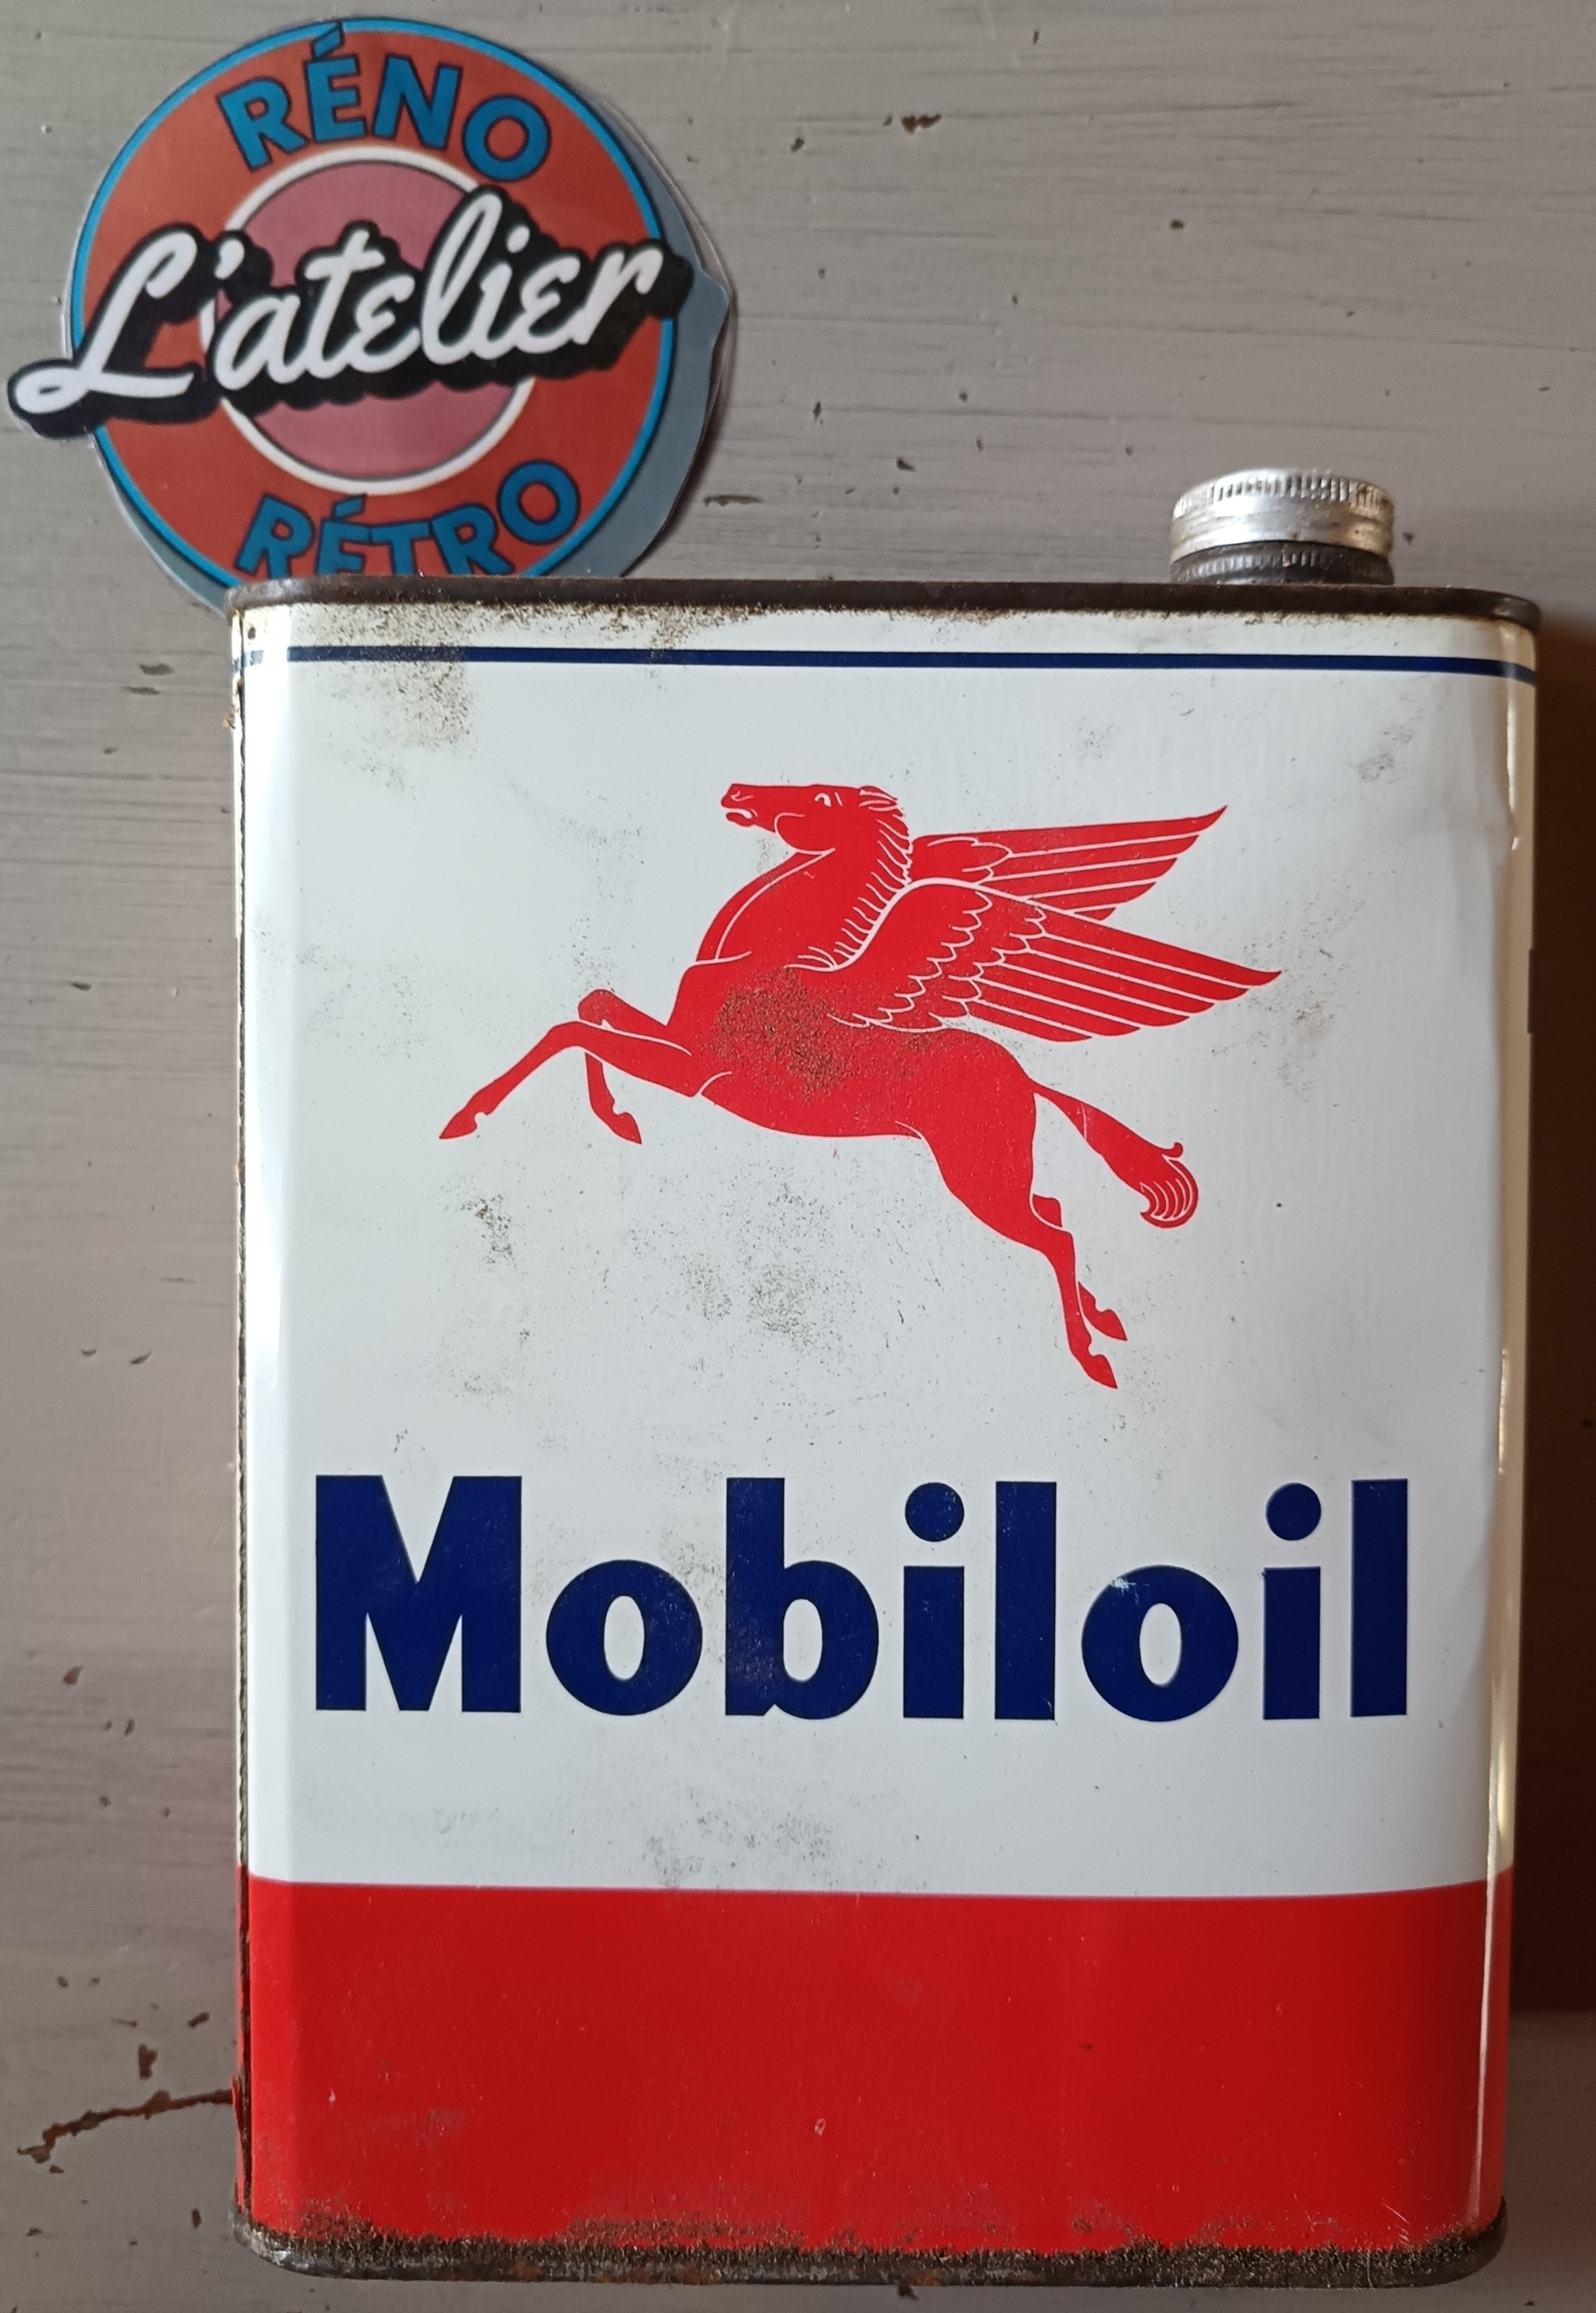 RÉNO
L'atelier
RÉTRO
Mobiloil